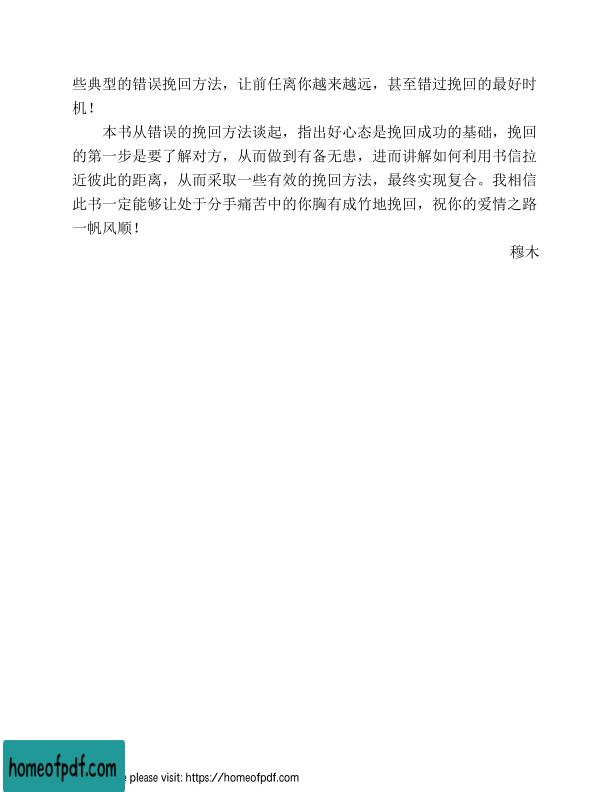 些典型的错误挽回方法，让前任离你越来越远，甚至错过挽回的最好时
机！
本书从错误的挽回方法谈起，指出好心态是挽回成功的基础，挽回
的第一步是要了解对方，从而做到有备无患，进而讲解如何利用书信拉
近彼此的距离，从而采取一些有效的挽回方法，最终实现复合。我相信
此书一定能够让处于分手痛苦中的你胸有成竹地挽回，祝你的爱情之路
一帆风顺！
穆木
homeofpdf.com
please visit: https://homeofpdf.com